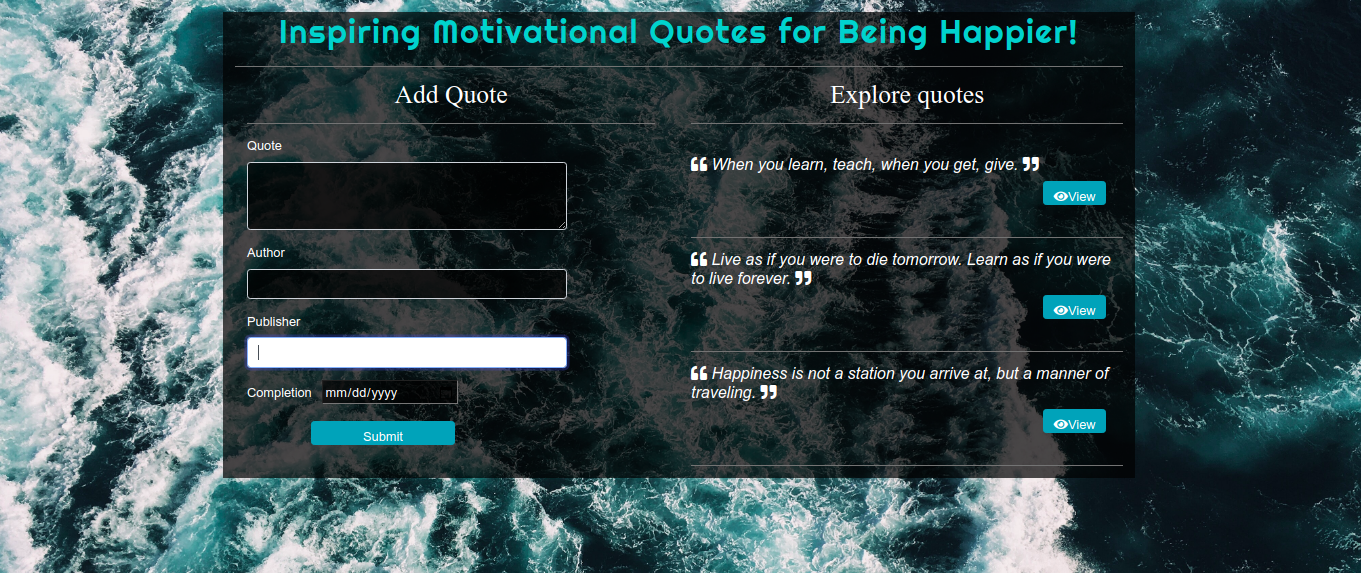 Inspiring Motivational Quotes for Being Happier!
Add Quote
Quote
Author
Publisher
Completion mm/dd/yyyy
Submit
Explore quotes
❝ When you learn, teach, when you get, give. ❞
View
❝ Live as if you were to die tomorrow. Learn as if you were
to live forever. ❞
View
❝ Happiness is not a station you arrive at, but a manner of
traveling. ❞
View